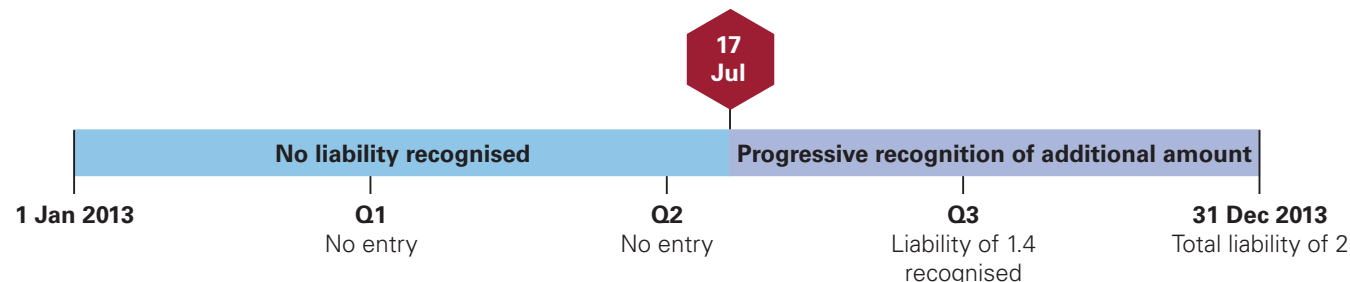 17
Jul
No liability recognised
Progressive recognition of additional amount
1 Jan 2013
Q1
No entry
Q2
No entry
Q3
Liability of 1.4
recognised
31 Dec 2013
Total liability of 2